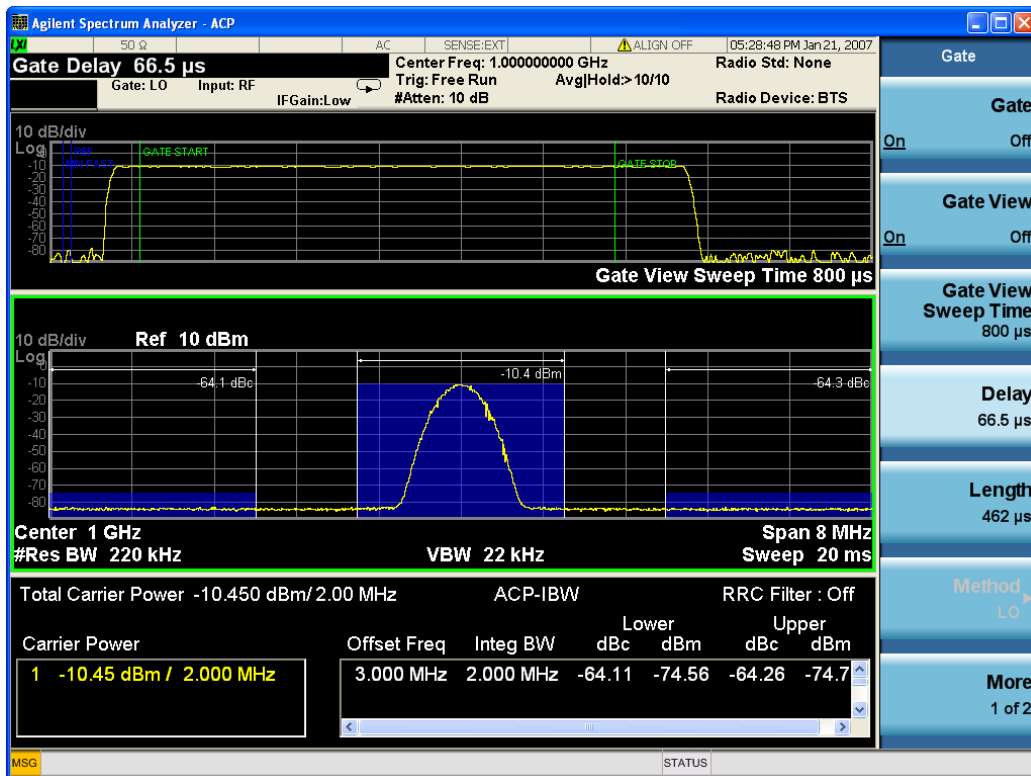 Agilent Spectrum Analyzer - ACP
LXI 50 Ω AC SENSE:EXT ALIGN OFF 05:28:48 PM Jan 21, 2007
Gate Delay 66.5 µs
Gate: LO Input: RF
IFGain:Low
Center Freq: 1.000000000 GHz
Trig: Free Run Avg|Hold:> 10/10
#Atten: 10 dB
Radio Std: None
Radio Device: BTS
10 dB/div
Log
GATE START
GATE STOP
-10
-20
-30
-40
-50
-60
-70
-80
Gate View Sweep Time 800 µs
10 dB/div Ref 10 dBm
Log
0
-10
-20
-30
-40
-50
-60
-70
-80
-64.1 dBc
-10.4 dBm
-64.3 dBc
Center 1 GHz Span 8 MHz
#Res BW 220 kHz VBW 22 kHz Sweep 20 ms
Total Carrier Power -10.450 dBm/ 2.00 MHz ACP-IBW RRC Filter : Off
Lower Upper
Carrier Power Offset Freq Integ BW dBc dBm dBc dBm
1 -10.45 dBm / 2.000 MHz 3.000 MHz 2.000 MHz -64.11 -74.56 -64.26 -74.7
MSG STATUS
Gate
Gate
On Off
Gate View
On Off
Gate View
Sweep Time
800 µs
Delay
66.5 µs
Length
462 µs
Method
LO
More
1 of 2